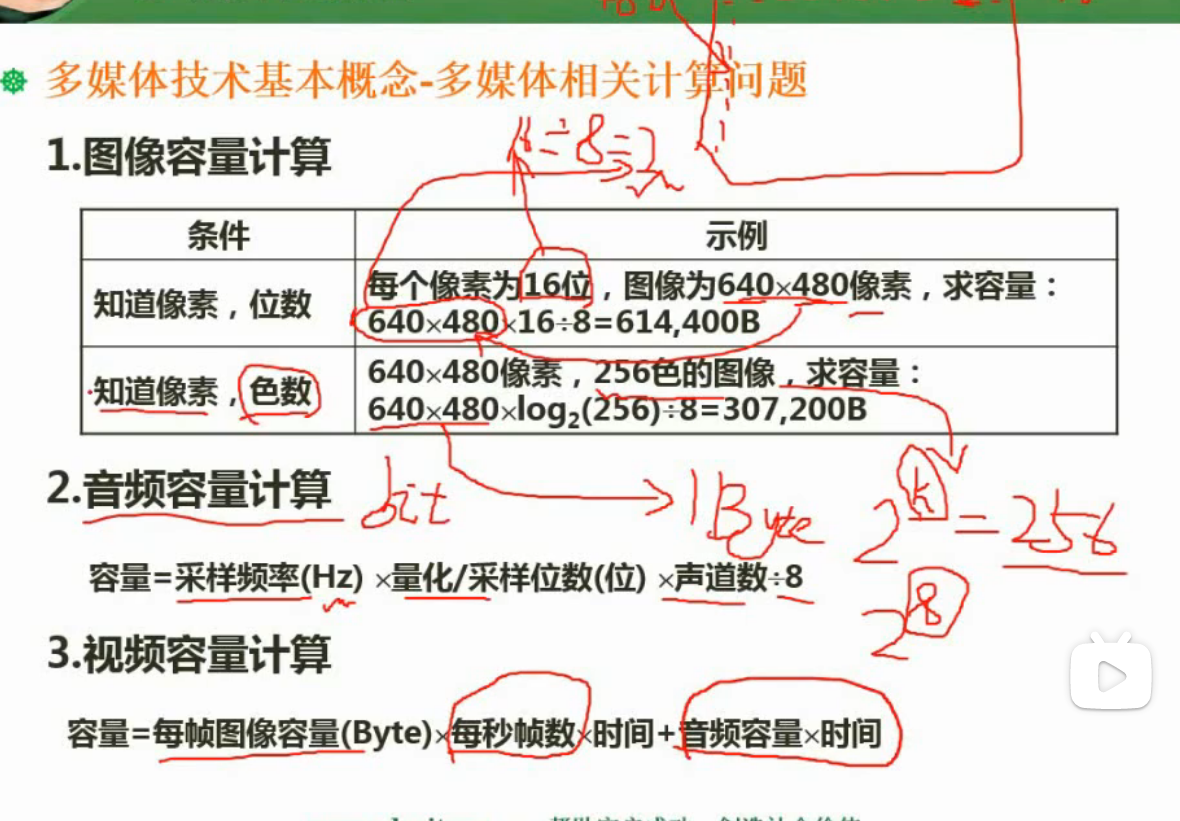 多媒体技术基本概念-多媒体相关计算问题
1.图像容量计算
16÷8=2
条件 示例
知道像素，位数 每个像素为16位，图像为640×480像素，求容量：
640×480×16÷8=614,400B
知道像素，色数 640×480像素，256色的图像，求容量：
640×480×log₂(256)÷8=307,200B
2.音频容量计算 bit 1Byte 2^k=256
容量=采样频率(Hz) ×量化/采样位数(位) ×声道数÷8
2^8
3.视频容量计算
容量=每帧图像容量(Byte)×每秒帧数×时间+音频容量×时间